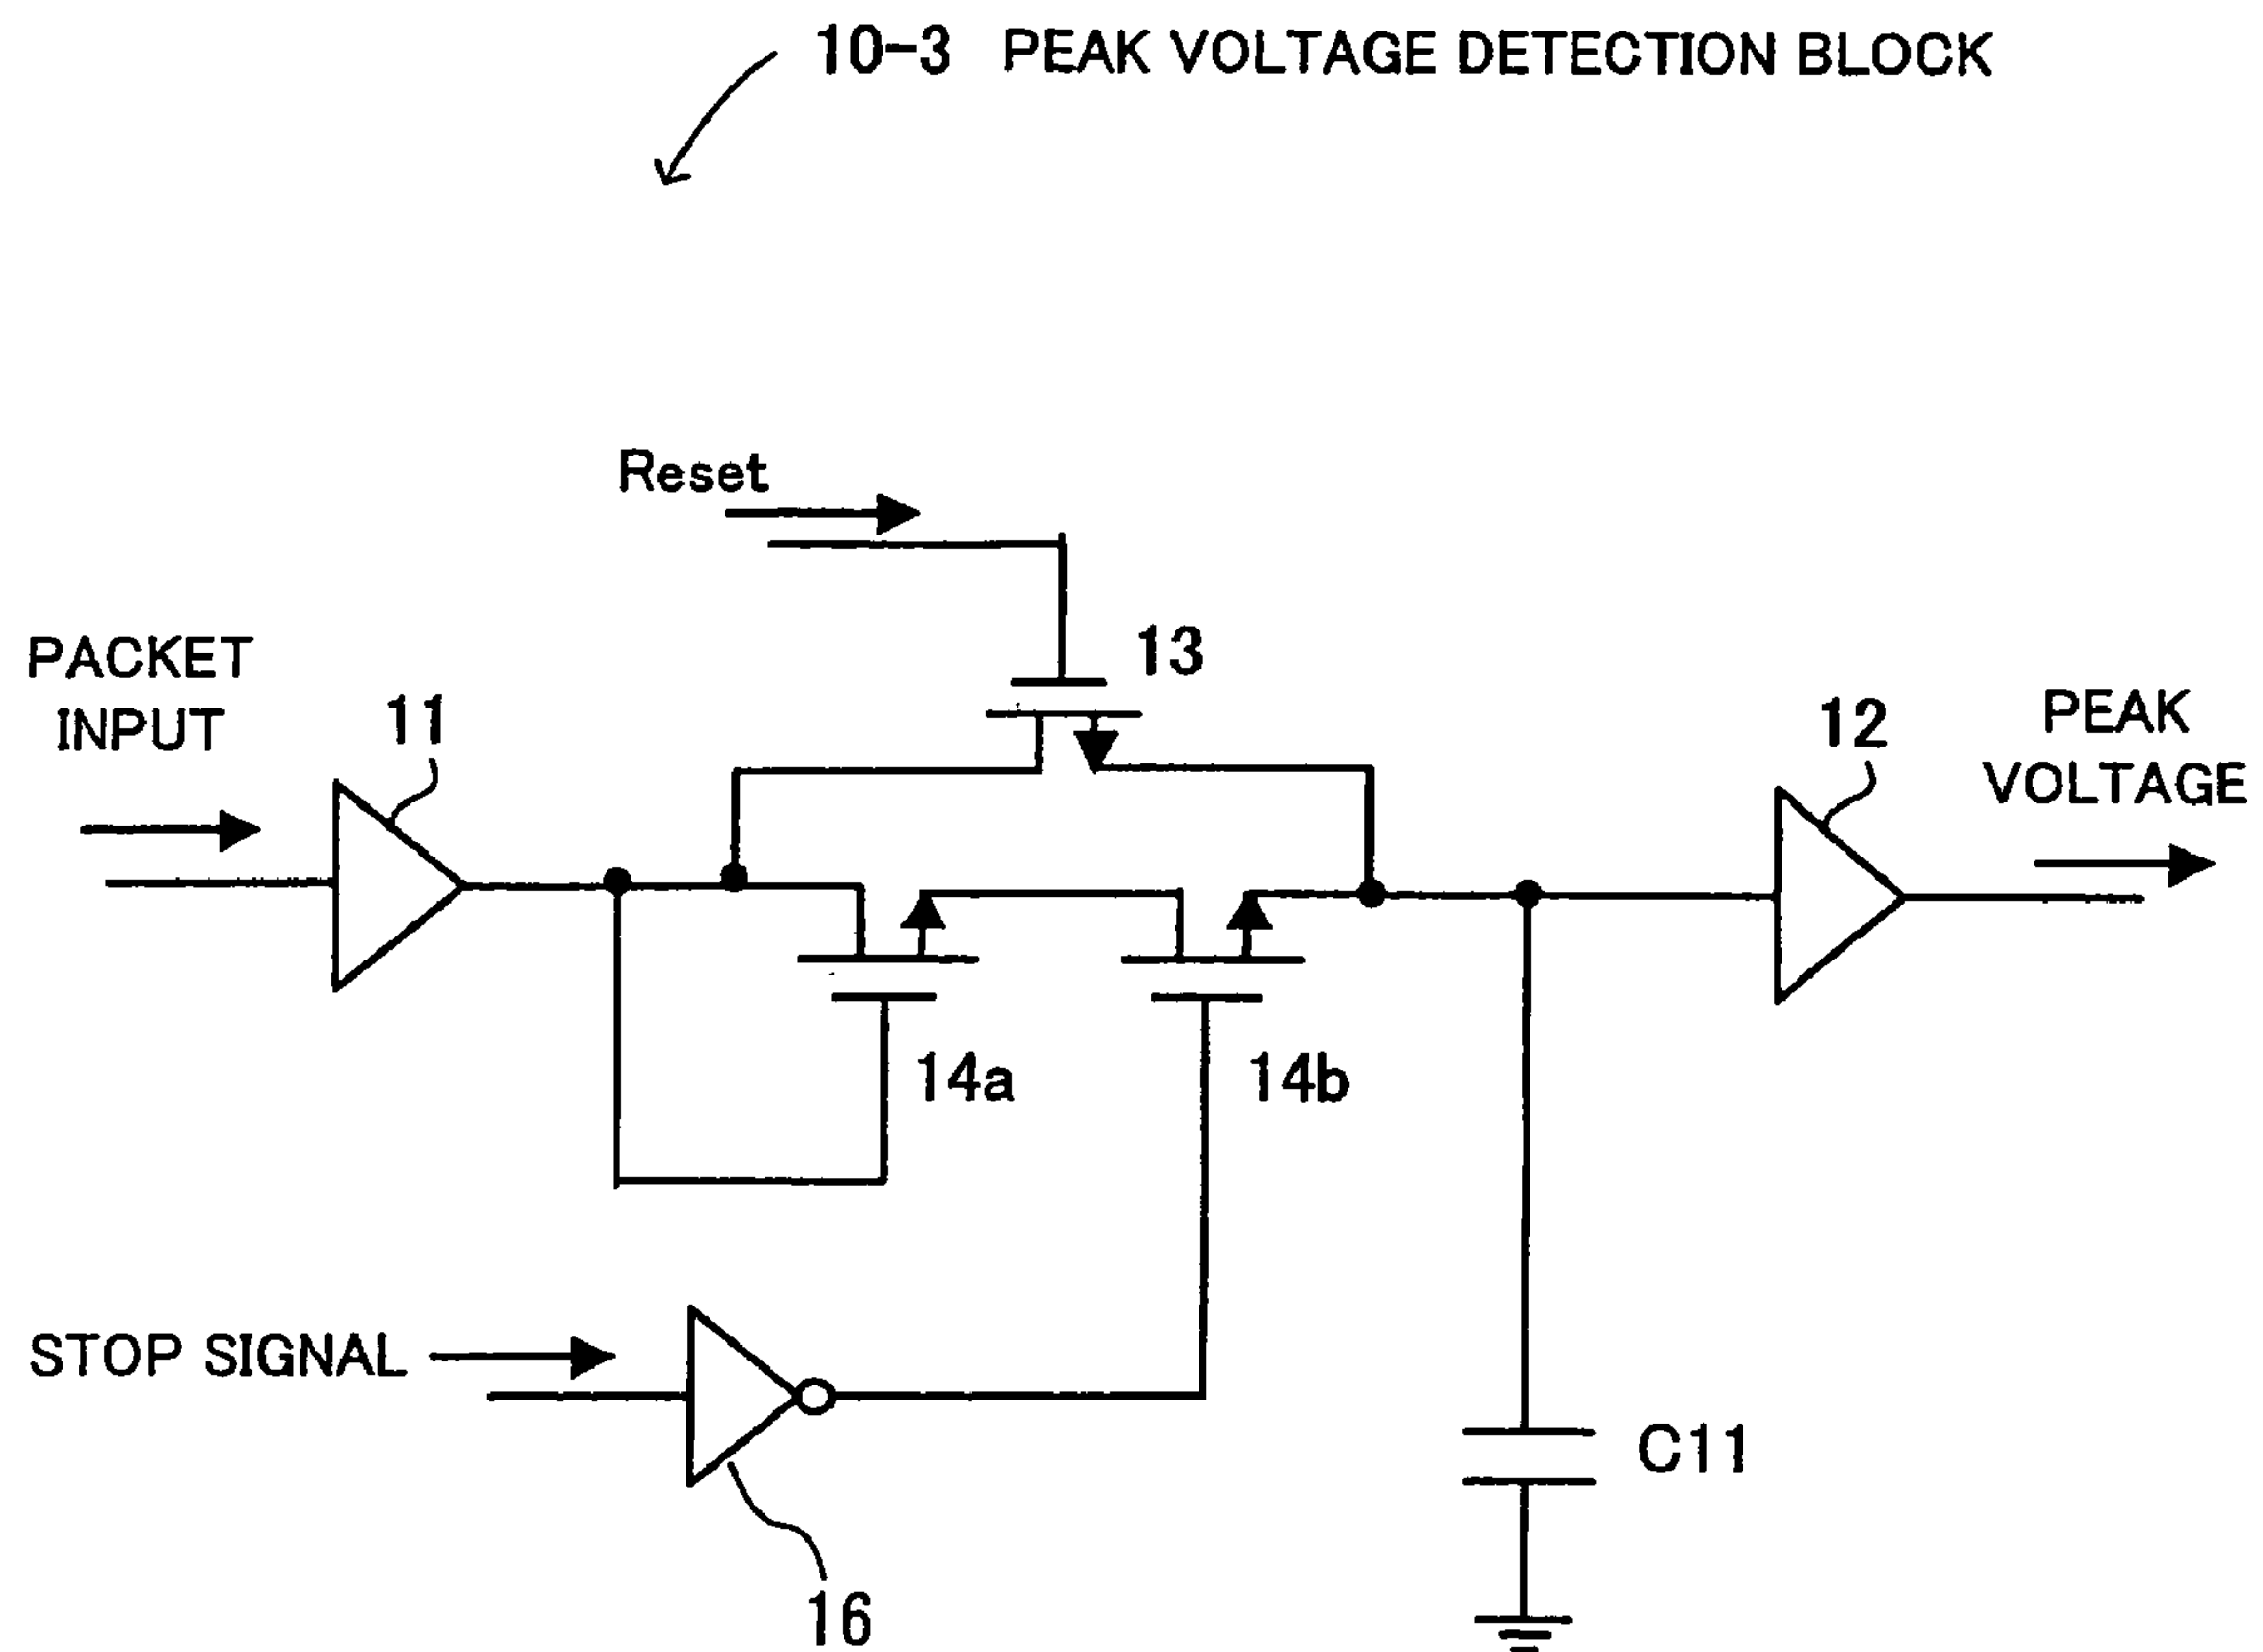 10-3 PEAK VOLTAGE DETECTION BLOCK
Reset
13
PACKET
INPUT
11
12
PEAK
VOLTAGE
14a
14b
STOP SIGNAL
C11
16